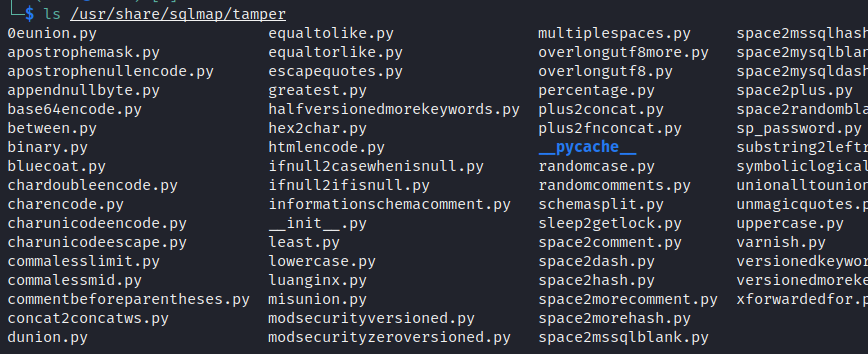 $ ls /usr/share/sqlmap/tamper
0eunion.py equaltolike.py multiplespaces.py space2mssqlhash
apostrophemask.py equaltorlike.py overlongutf8more.py space2mysqlblan
apostrophenullencode.py escapequotes.py overlongutf8.py space2mysqldash
appendnullbyte.py greatest.py percentage.py space2plus.py
base64encode.py halfversionedmorekeywords.py plus2concat.py space2randombla
between.py hex2char.py plus2fnconcat.py sp_password.py
binary.py htmlencode.py __pycache__ substring2leftr
bluecoat.py ifnull2casewhenisnull.py randomcase.py symboliclogical
chardoubleencode.py ifnull2ifisnull.py randomcomments.py unionalltounion
charencode.py informationschemacomment.py schemasplit.py unmagicquotes.p
charunicodeencode.py __init__.py sleep2getlock.py uppercase.py
charunicodeescape.py least.py space2comment.py varnish.py
commalesslimit.py lowercase.py space2dash.py versionedkeywor
commalessmid.py luanginx.py space2hash.py versionedmoreke
commentbeforeparentheses.py misunion.py space2morecomment.py xforwardedfor.p
concat2concatws.py modsecurityversioned.py space2morehash.py
dunion.py modsecurityzeroversioned.py space2mssqlblank.py